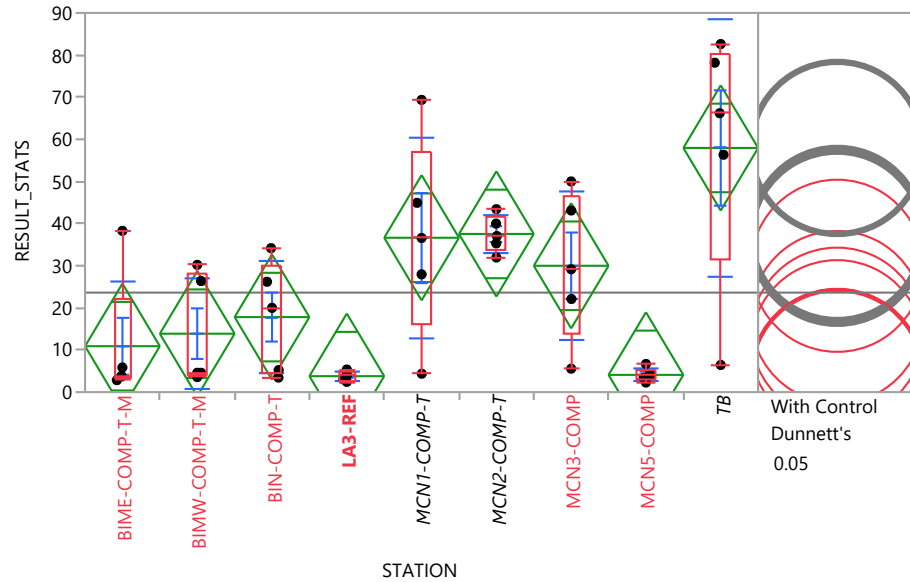 90
80
70
60
50
40
30
20
10
0
RESULT_STATS
BIME-COMP-T-M
BIMW-COMP-T-M
BIN-COMP-T
LA3-REF
MCN1-COMP-T
MCN2-COMP-T
MCN3-COMP
MCN5-COMP
TB
STATION
With Control
Dunnett's
0.05